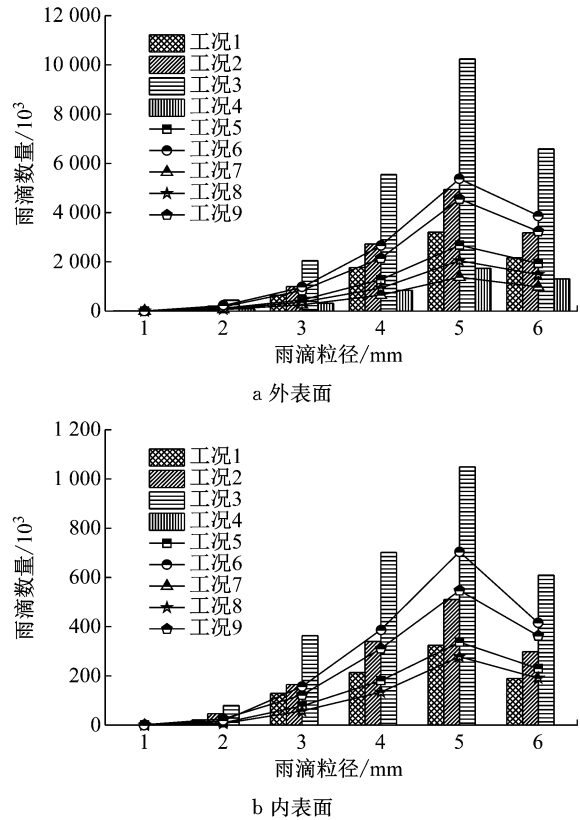 12 000
10 000
8 000
6 000
4 000
2 000
0
雨滴数量/10³
工况1
工况2
工况3
工况4
工况5
工况6
工况7
工况8
工况9
1 2 3 4 5 6
雨滴粒径/mm
a 外表面
1 200
1 000
800
600
400
200
0
雨滴数量/10³
工况1
工况2
工况3
工况4
工况5
工况6
工况7
工况8
工况9
1 2 3 4 5 6
雨滴粒径/mm
b 内表面